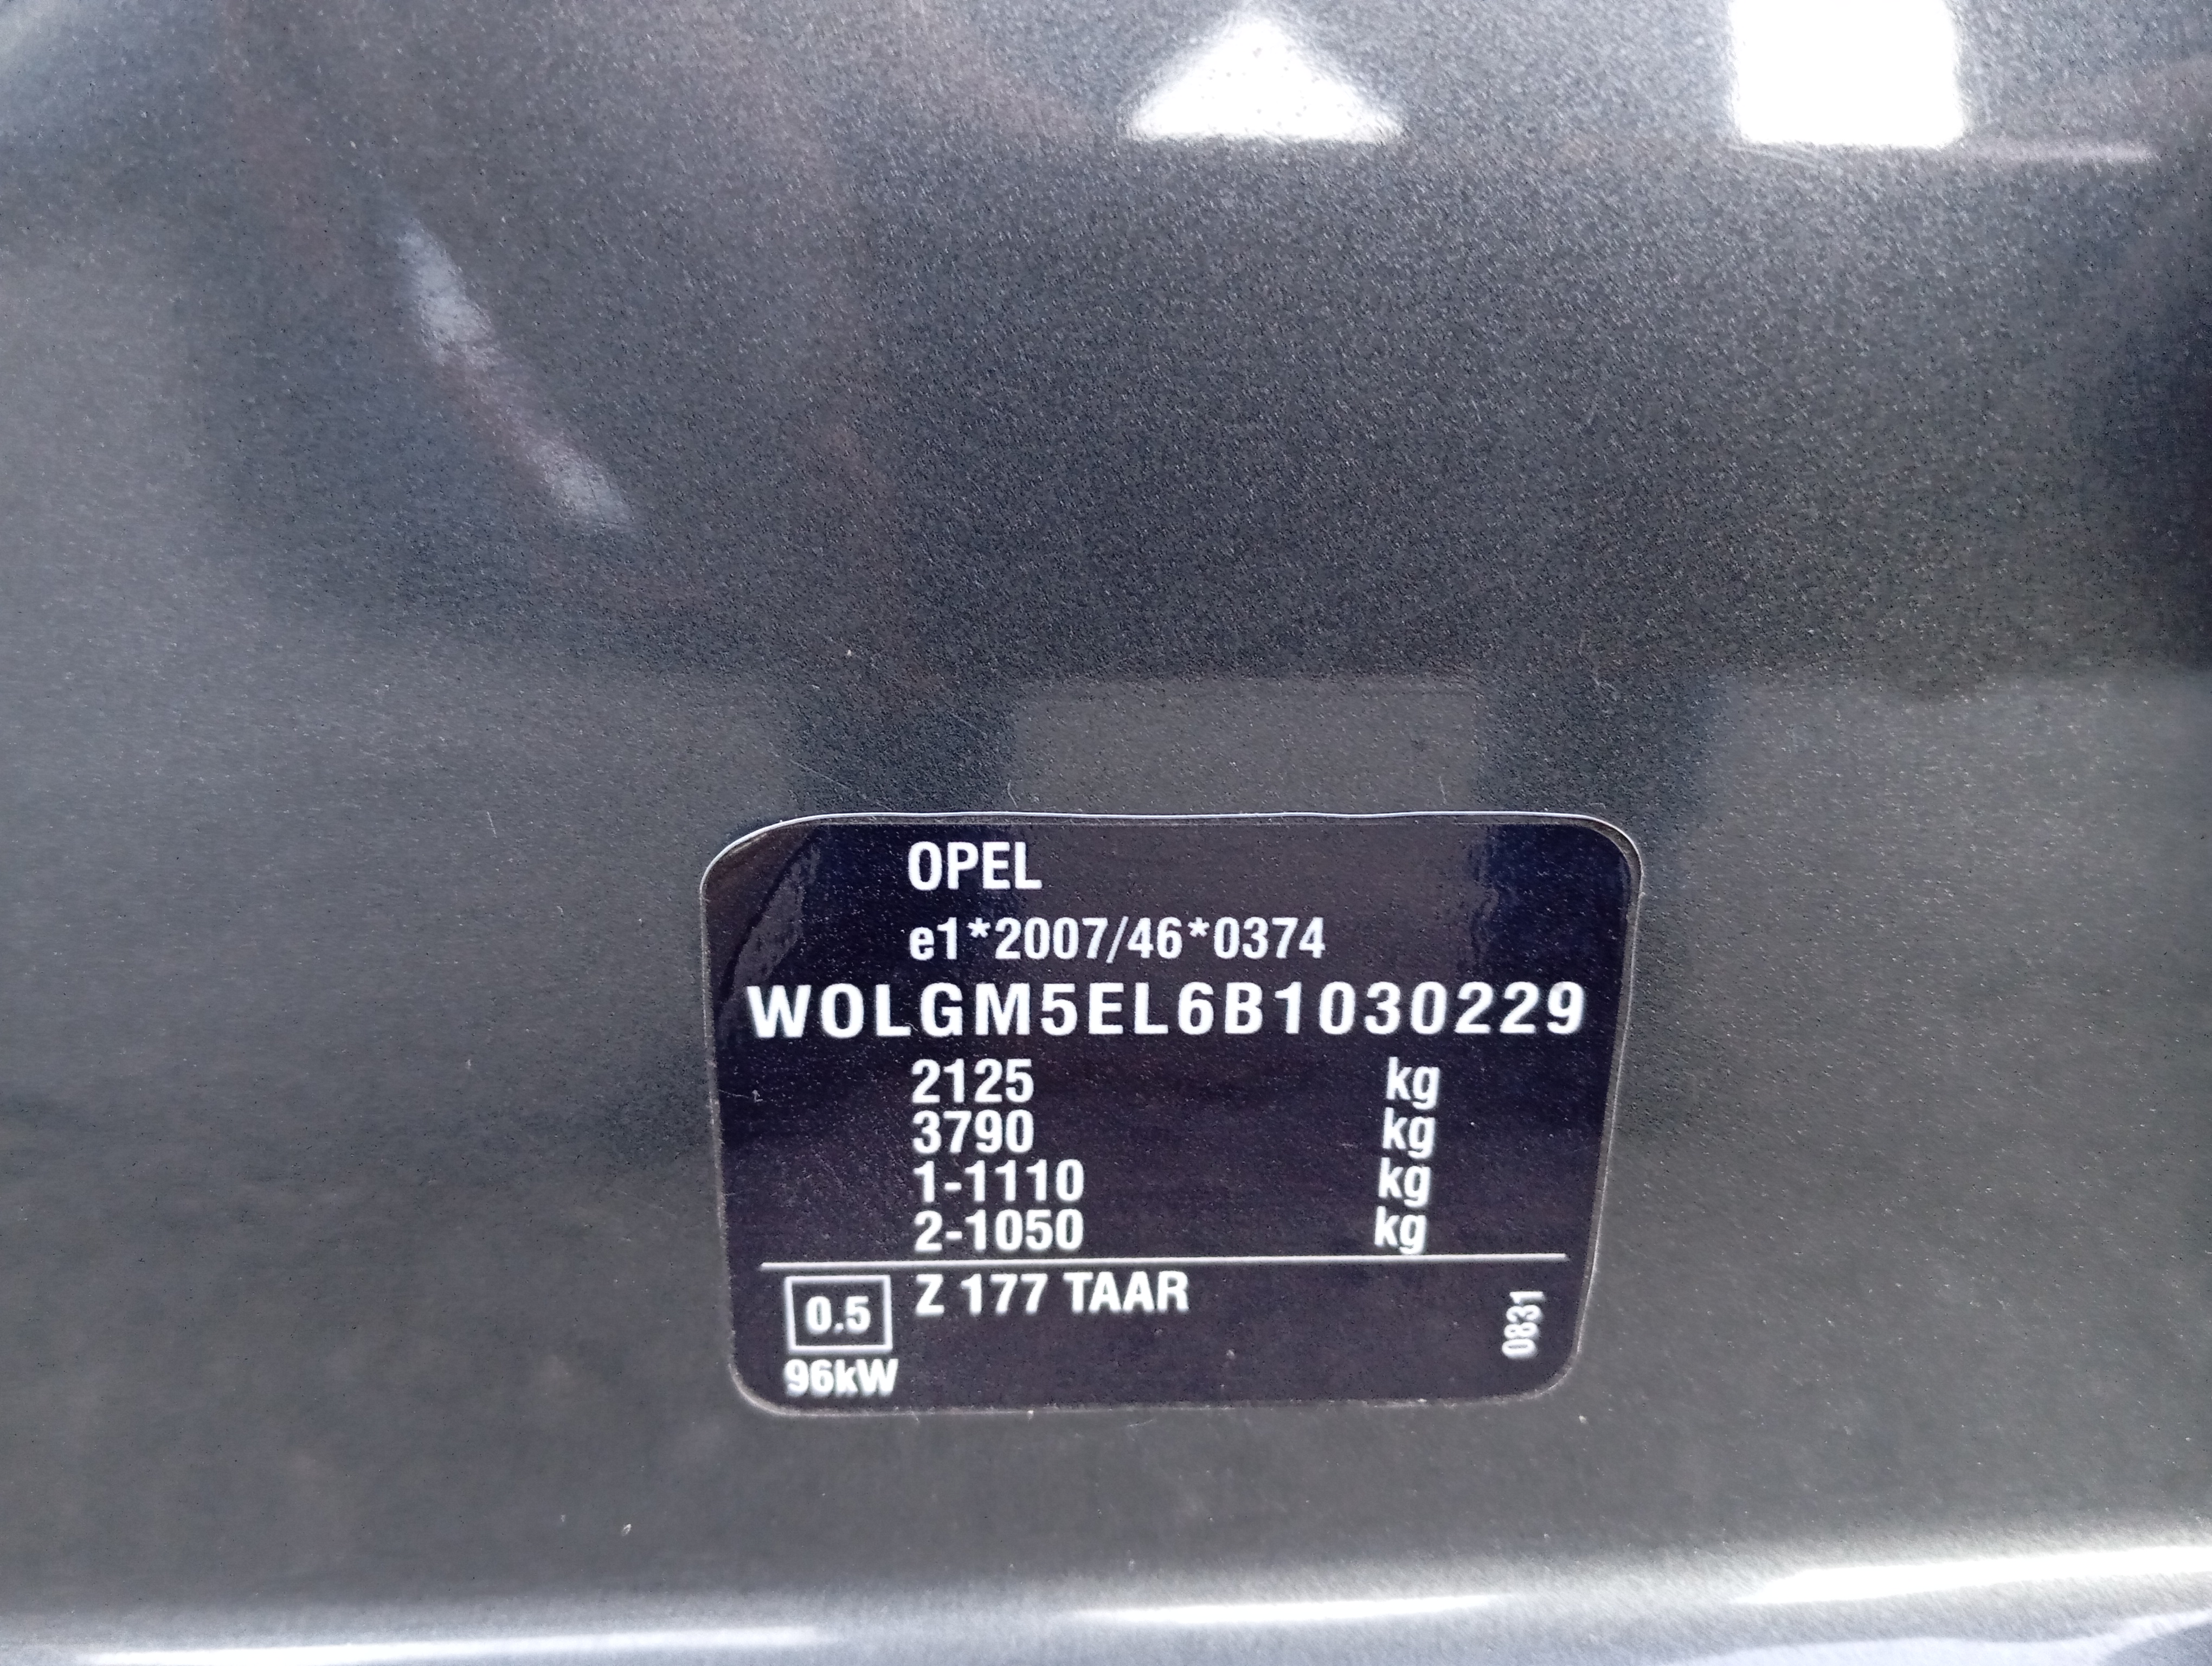 OPEL
e1*2007/46*0374
W0LGM5EL6B1030229
2125 kg
3790 kg
1-1110 kg
2-1050 kg
0.5 Z 177 TAAR
96kW
0831